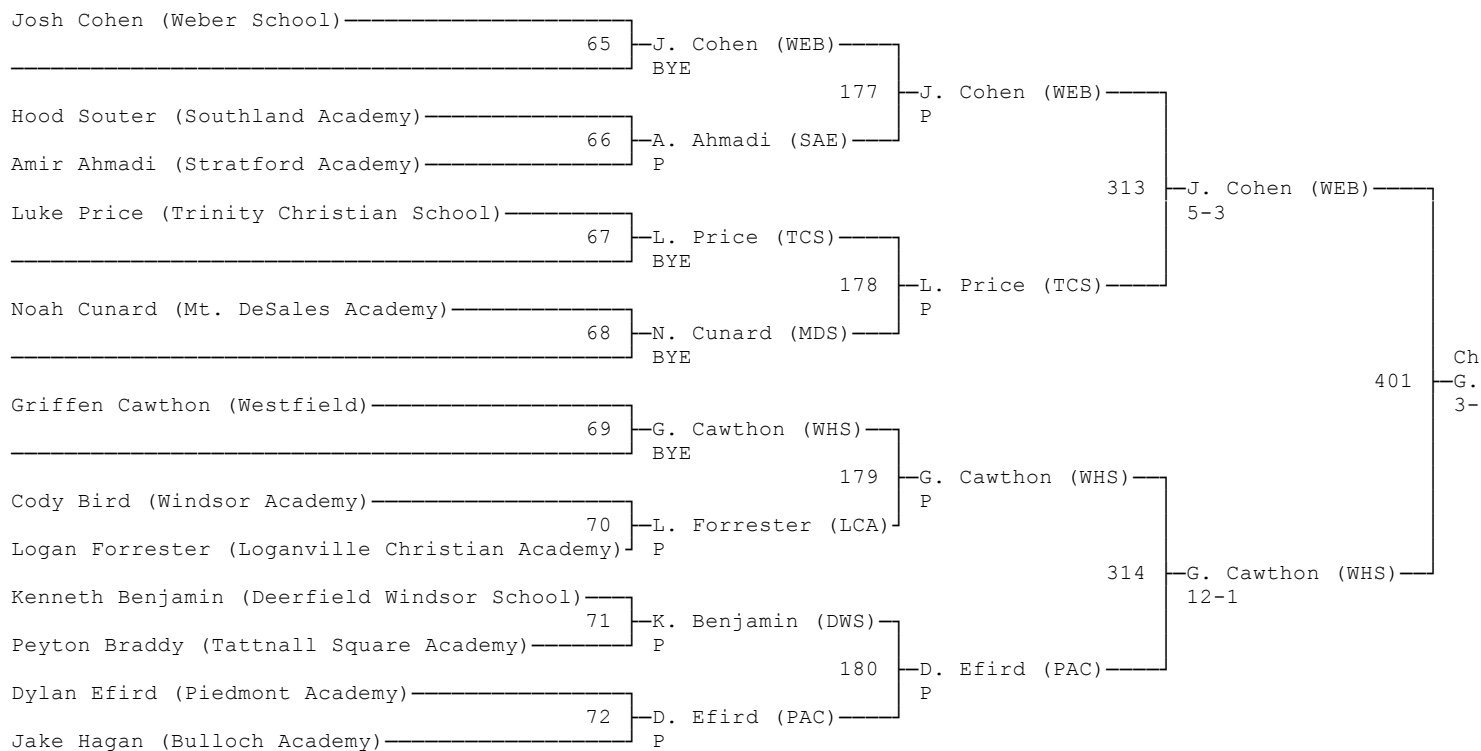 Josh Cohen (Weber School)
65 J. Cohen (WEB)
BYE
177 J. Cohen (WEB)
P
Hood Souter (Southland Academy)
66 A. Ahmadi (SAE)
Amir Ahmadi (Stratford Academy) P
313 J. Cohen (WEB)
5-3
Luke Price (Trinity Christian School)
67 L. Price (TCS)
BYE
178 L. Price (TCS)
P
Noah Cunard (Mt. DeSales Academy)
68 N. Cunard (MDS)
BYE
Ch
401 G.
3-
Griffen Cawthon (Westfield)
69 G. Cawthon (WHS)
BYE
179 G. Cawthon (WHS)
P
Cody Bird (Windsor Academy)
70 L. Forrester (LCA)
Logan Forrester (Loganville Christian Academy) P
314 G. Cawthon (WHS)
12-1
Kenneth Benjamin (Deerfield Windsor School)
71 K. Benjamin (DWS)
Peyton Braddy (Tattnall Square Academy) P
180 D. Efird (PAC)
P
Dylan Efird (Piedmont Academy)
72 D. Efird (PAC)
Jake Hagan (Bulloch Academy) P